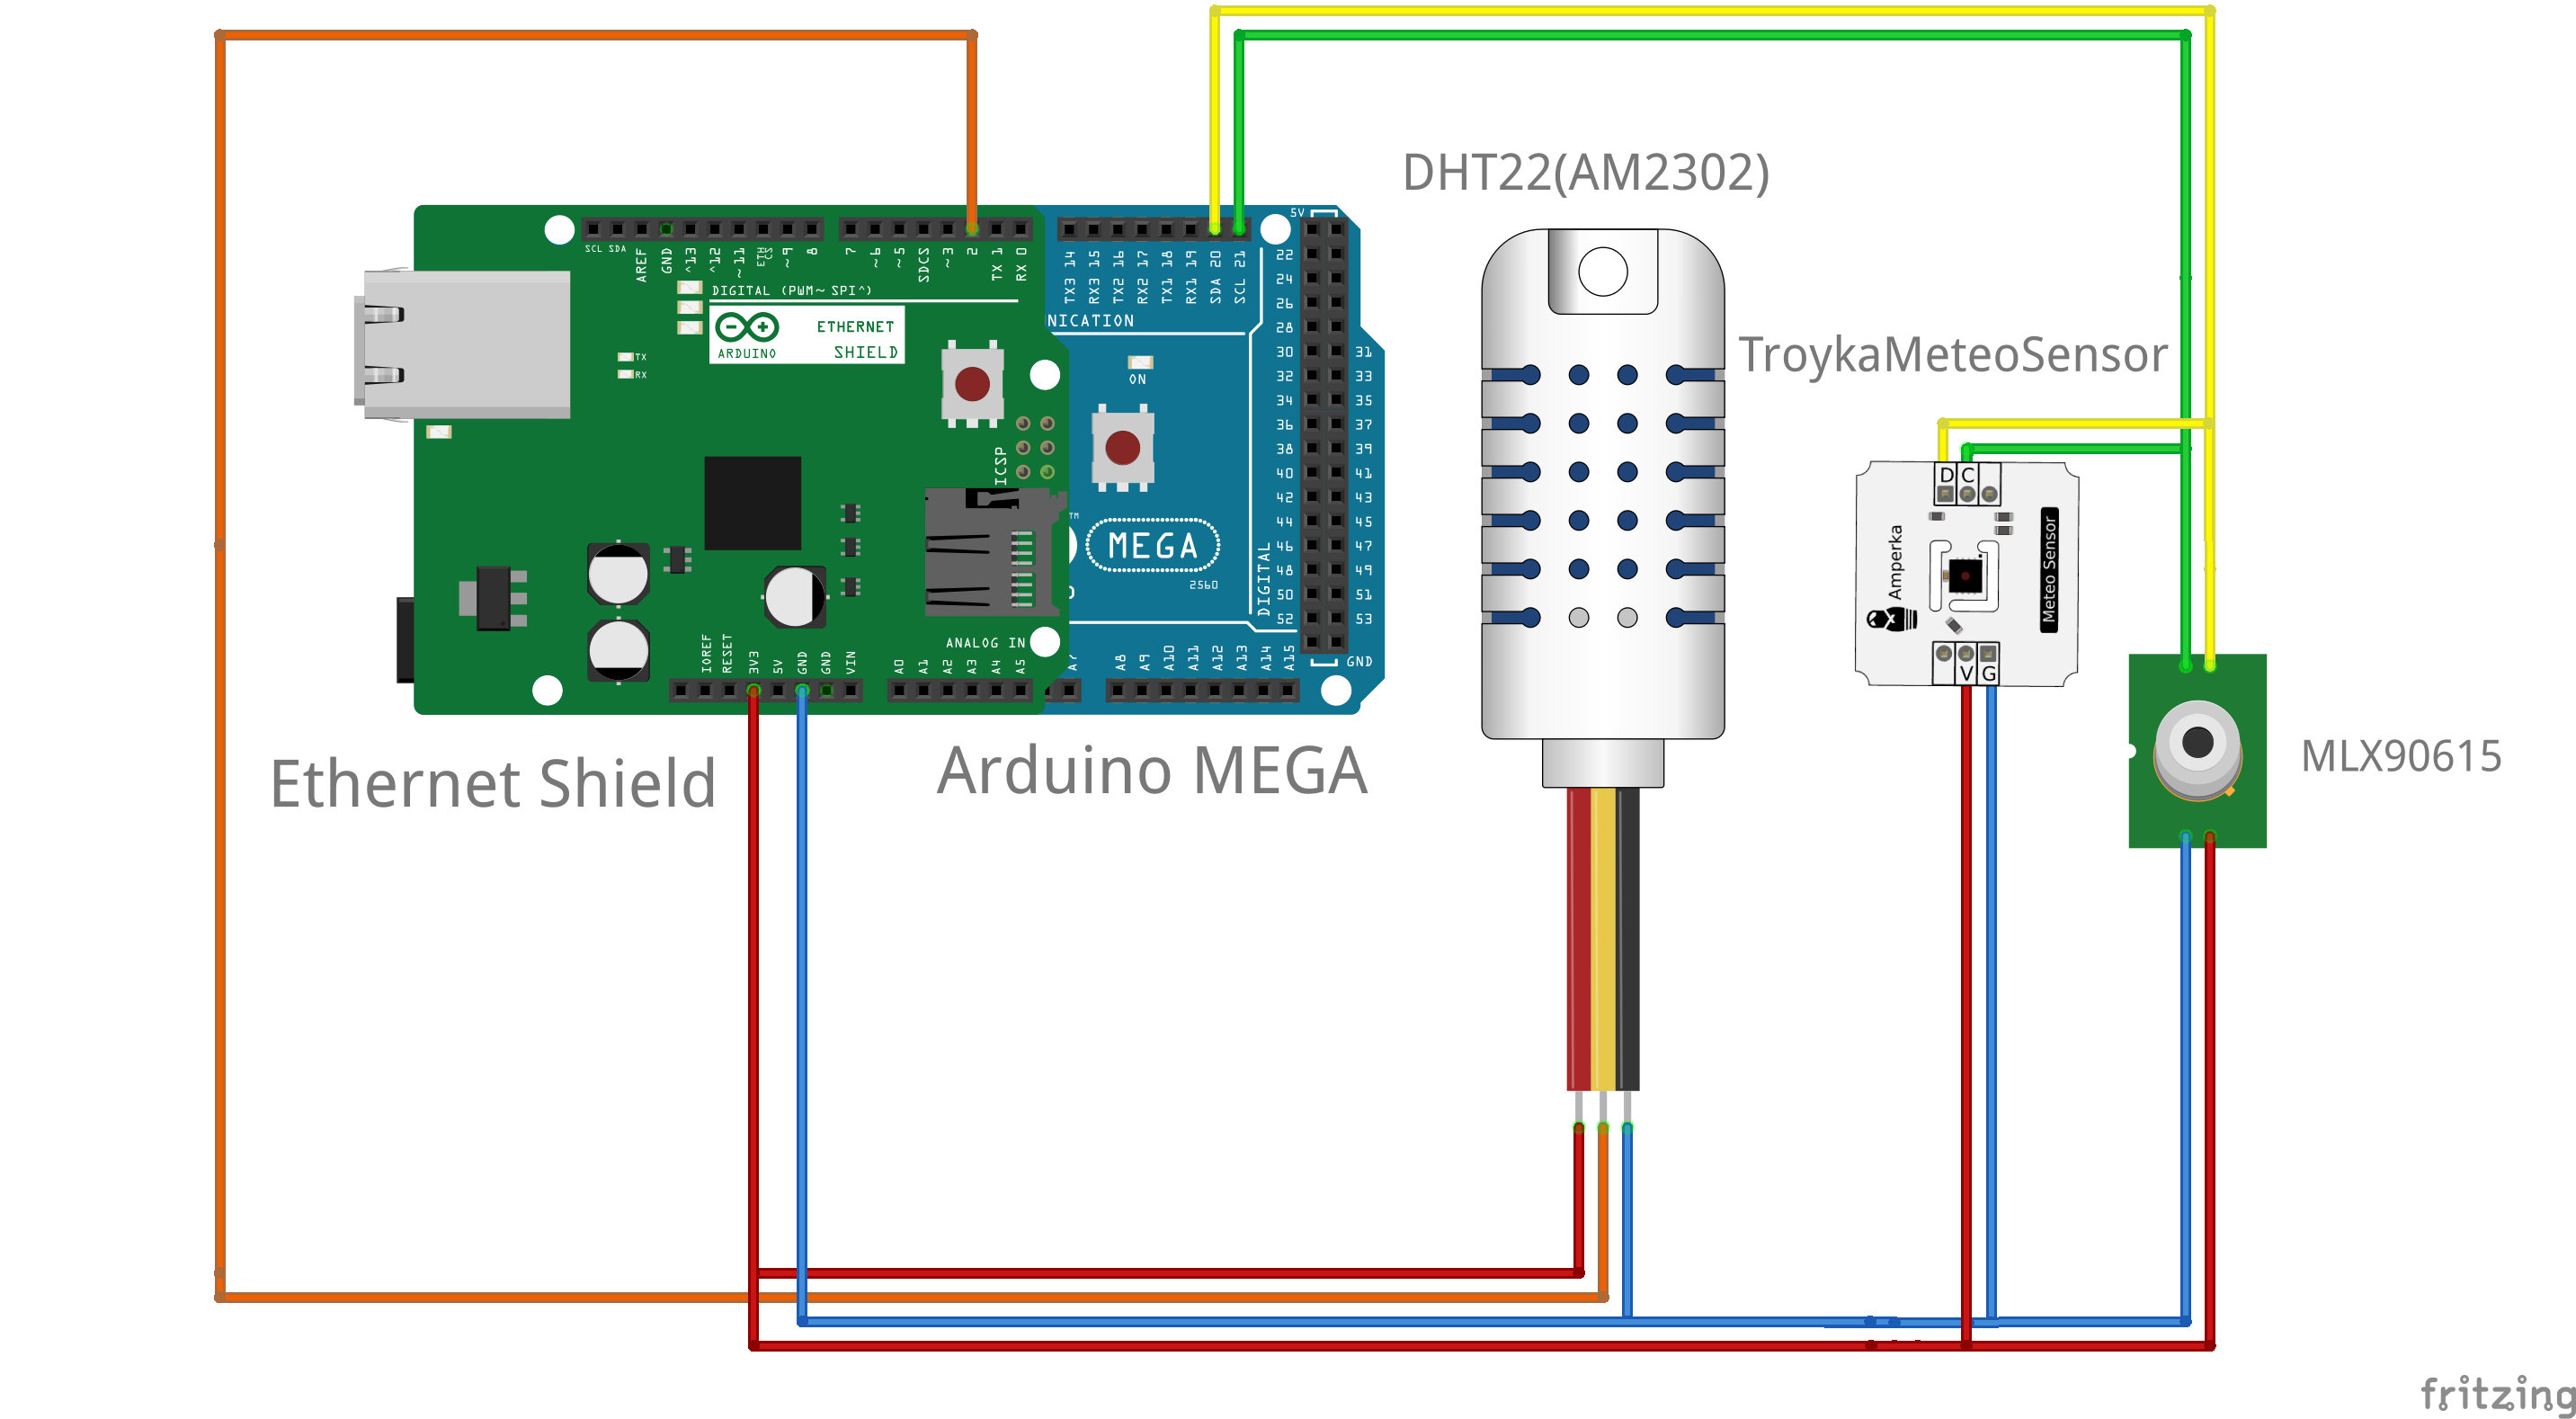 DHT22(AM2302)
TroykaMeteoSensor
MLX90615
Ethernet Shield
Arduino MEGA
SCL SDA
AREF
GND
^13
^12
~11
ETH
CS
~9
8
7
~6
~5
SDCS
~3
2
TX 1
RX 0
DIGITAL (PWM~ SPI^)
ARDUINO
ETHERNET
SHIELD
TX
RX
ICSP
IOREF
RESET
3V3
5V
GND
GND
VIN
ANALOG IN
A0
A1
A2
A3
A4
A5
TX3 14
RX3 15
TX2 16
RX2 17
TX1 18
RX1 19
SDA 20
SCL 21
NICATION
ON
TM
MEGA
2560
DIGITAL
5V
22
24
26
28
30 31
32 33
34 35
36 37
38 39
40 41
42 43
44 45
46 47
48 49
50 51
52 53
GND
A7
A8
A9
A10
A11
A12
A13
A14
A15
D C
Amperka
Meteo Sensor
V G
fritzing